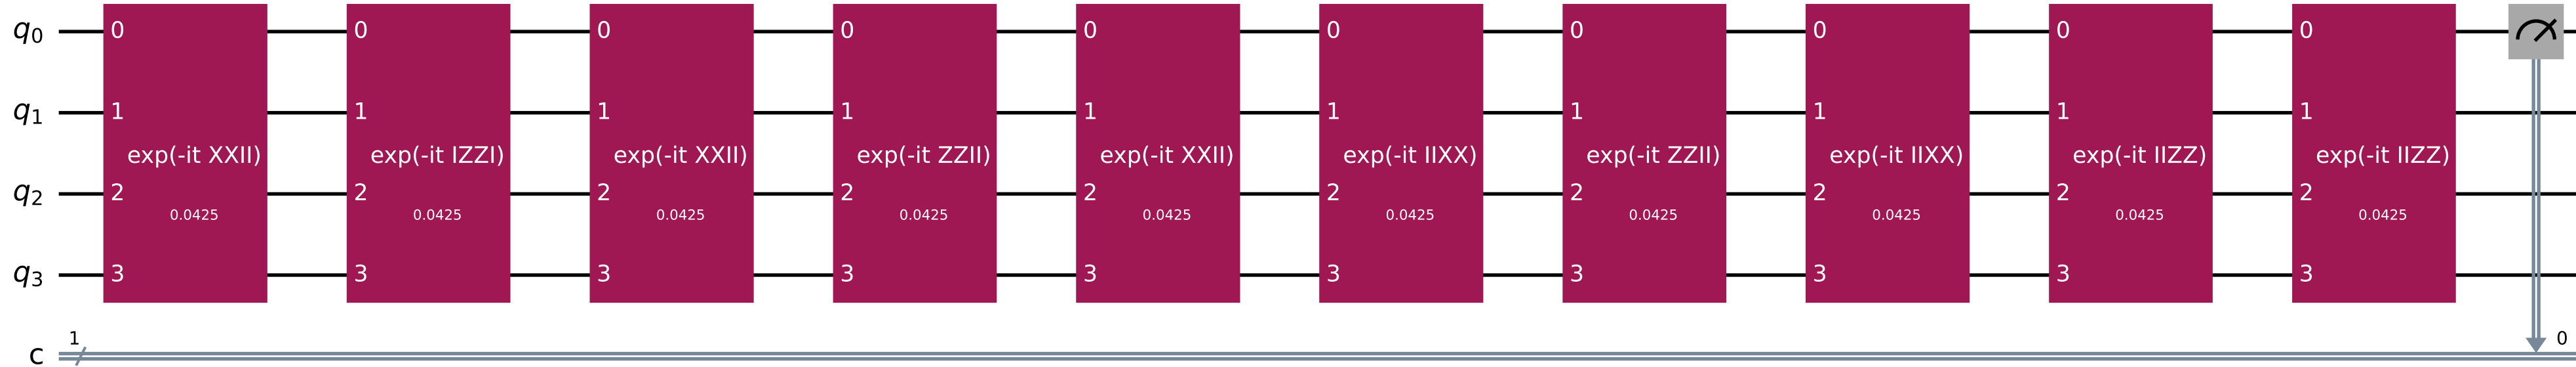 q0 0 0 0 0 0 0 0 0 0 0
q1 1 1 1 1 1 1 1 1 1 1
exp(-it XXII) exp(-it IZZI) exp(-it XXII) exp(-it ZZII) exp(-it XXII) exp(-it IIXX) exp(-it ZZII) exp(-it IIXX) exp(-it IIZZ) exp(-it IIZZ)
q2 2 2 2 2 2 2 2 2 2 2
0.0425 0.0425 0.0425 0.0425 0.0425 0.0425 0.0425 0.0425 0.0425 0.0425
q3 3 3 3 3 3 3 3 3 3 3
1 0
c